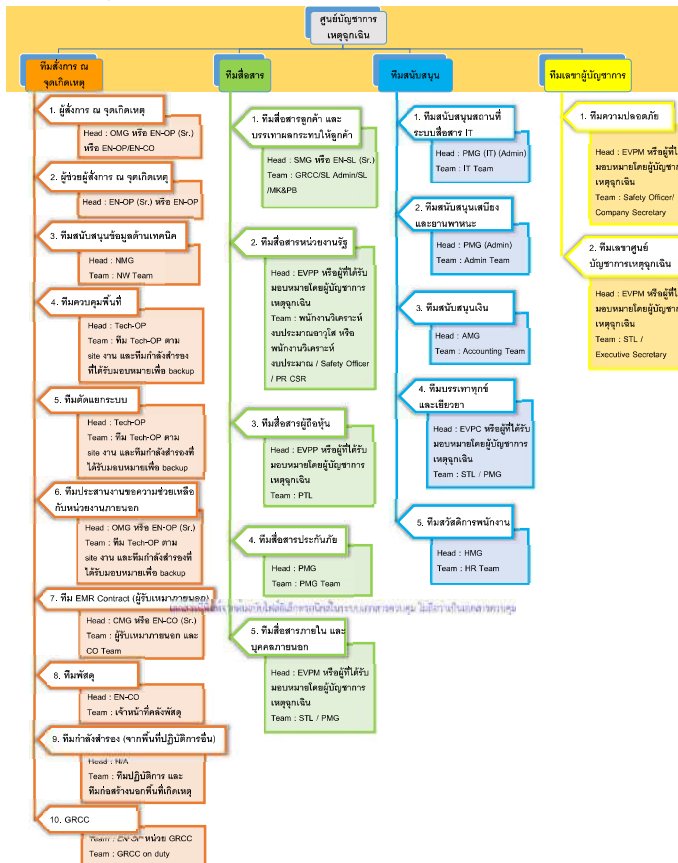 ศูนย์บัญชาการ
เหตุฉุกเฉิน
ทีมสั่งการ ณ
จุดเกิดเหตุ
1. ผู้สั่งการ ณ จุดเกิดเหตุ
Head : OMG หรือ EN-OP (Sr.)
หรือ EN-OP/EN-CO
2. ผู้ช่วยผู้สั่งการ ณ จุดเกิดเหตุ
Head : EN-OP (Sr.) หรือ EN-OP
3. ทีมสนับสนุนข้อมูลด้านเทคนิค
Head : NMG
Team : NW Team
4. ทีมควบคุมพื้นที่
Head : Tech-OP
Team : ทีม Tech-OP ตาม
site งาน และทีมกำลังสำรอง
ที่ได้รับมอบหมายเพื่อ backup
5. ทีมตัดแยกระบบ
Head : Tech-OP
Team : ทีม Tech-OP ตาม
site งาน และทีมกำลังสำรองที่
ได้รับมอบหมายเพื่อ backup
6. ทีมประสานงานขอความช่วยเหลือ
กับหน่วยงานภายนอก
Head : OMG หรือ EN-OP (Sr.)
Team : ทีม Tech-OP ตาม
site งาน และทีมกำลังสำรองที่
ได้รับมอบหมายเพื่อ backup
7. ทีม EMR Contract (ผู้รับเหมาภายนอก)
Head : CMG หรือ EN-CO (Sr.)
Team : ผู้รับเหมาภายนอก และ
CO Team
8. ทีมพัสดุ
Head : EN-CO
Team : เจ้าหน้าที่คลังพัสดุ
9. ทีมกำลังสำรอง (จากพื้นที่ปฏิบัติการอื่น)
Head : N/A
Team : ทีมปฏิบัติการ และ
ทีมก่อสร้างนอกพื้นที่เกิดเหตุ
10. GRCC
Team : EN-OP หน่วย GRCC
Team : GRCC on duty
ทีมสื่อสาร
1. ทีมสื่อสารลูกค้า และ
บรรเทาผลกระทบให้ลูกค้า
Head : SMG หรือ EN-SL (Sr.)
Team : GRCC/SL Admin/SL
/MK&PB
2. ทีมสื่อสารหน่วยงานรัฐ
Head : EVPP หรือผู้ที่ได้รับ
มอบหมายโดยผู้บัญชาการ
เหตุฉุกเฉิน
Team : พนักงานวิเคราะห์
งบประมาณอาวุโส หรือ
พนักงานวิเคราะห์
งบประมาณ / Safety Officer
/ PR CSR
3. ทีมสื่อสารผู้ถือหุ้น
Head : EVPP หรือผู้ที่ได้รับ
มอบหมายโดยผู้บัญชาการ
เหตุฉุกเฉิน
Team : PTL
4. ทีมสื่อสารประกันภัย
Head : PMG
Team : PMG Team
5. ทีมสื่อสารภายใน และ
บุคคลภายนอก
Head : EVPM หรือผู้ที่ได้รับ
มอบหมายโดยผู้บัญชาการ
เหตุฉุกเฉิน
Team : STL / PMG
ทีมสนับสนุน
1. ทีมสนับสนุนสถานที่
ระบบสื่อสาร IT
Head : PMG (IT) (Admin)
Team : IT Team
2. ทีมสนับสนุนเสบียง
และยานพาหนะ
Head : PMG (Admin)
Team : Admin Team
3. ทีมสนับสนุนเงิน
Head : AMG
Team : Accounting Team
4. ทีมบรรเทาทุกข์
และเยียวยา
Head : EVPC หรือผู้ที่ได้รับ
มอบหมายโดยผู้บัญชาการ
เหตุฉุกเฉิน
Team : STL / PMG
5. ทีมสวัสดิการพนักงาน
Head : HMG
Team : HR Team
ทีมเลขาผู้บัญชาการ
1. ทีมความปลอดภัย
Head : EVPM หรือผู้ที่ได้
มอบหมายโดยผู้บัญชา
เหตุฉุกเฉิน
Team : Safety Officer/
Company Secretary
2. ทีมเลขาศูนย์
บัญชาการเหตุฉุกเฉิน
Head : EVPM หรือผู้ที่ได้
มอบหมายโดยผู้บัญชา
เหตุฉุกเฉิน
Team : STL /
Executive Secretary